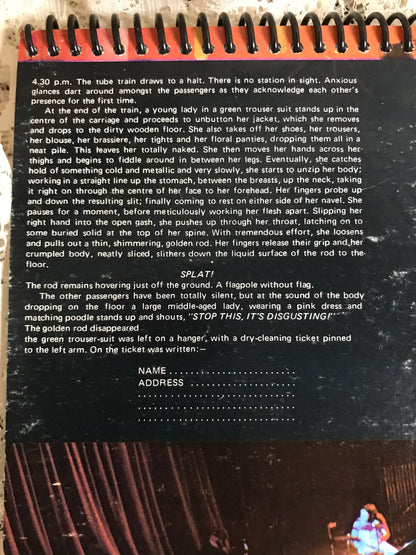 4.30 p.m. The tube train draws to a halt. There is no station in sight. Anxious
glances dart around amongst the passengers as they acknowledge each other's
presence for the first time.
At the end of the train, a young lady in a green trouser suit stands up in the
centre of the carriage and proceeds to unbutton her jacket, which she removes
and drops to the dirty wooden floor. She also takes off her shoes, her trousers,
her blouse, her brassiere, her tights and her floral panties, dropping them all in a
neat pile. This leaves her totally naked. She then moves her hands across her
thighs and begins to fiddle around in between her legs. Eventually, she catches
hold of something cold and metallic and very slowly, she starts to unzip her body;
working in a straight line up the stomach, between the breasts, up the neck, taking
it right on through the centre of her face to her forehead. Her fingers probe up
and down the resulting slit; finally coming to rest on either side of her navel. She
pauses for a moment, before meticulously working her flesh apart. Slipping her
right hand into the open gash, she pushes up through her throat, latching on to
some buried solid at the top of her spine. With tremendous effort, she loosens
and pulls out a thin, shimmering, golden rod. Her fingers release their grip and her
crumpled body, neatly sliced, slithers down the liquid surface of the rod to the
floor.
SPLAT!
The rod remains hovering just off the ground. A flagpole without flag.
The other passengers have been totally silent, but at the sound of the body
dropping on the floor a large middle-aged lady, wearing a pink dress and
matching poodle stands up and shouts, "STOP THIS, IT'S DISGUSTING!"
The golden rod disappeared
the green trouser-suit was left on a hanger, with a dry-cleaning ticket pinned
to the left arm. On the ticket was written:—
NAME ......................
ADDRESS ..................
............................
............................
............................